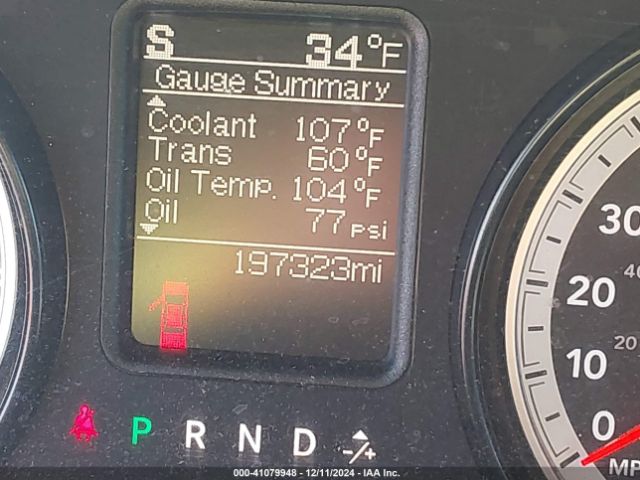 S 34°F
Gauge Summary
Coolant 107°F
Trans 60°F
Oil Temp. 104°F
Oil 77 psi
197323mi
P R N D -/+
30
40
20
20
10
0
MP
000-41079948 - 12/11/2024 - IAA Inc.